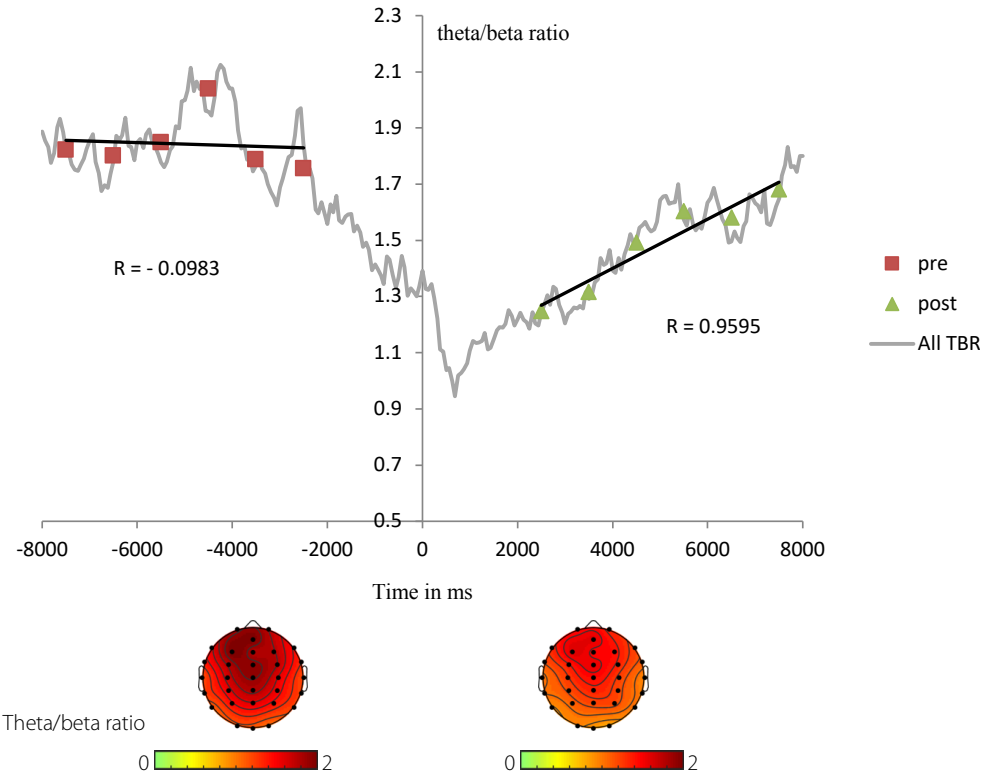 2.3
theta/beta ratio
2.1
1.9
1.7
1.5
R = - 0.0983
pre
1.3
post
R = 0.9595
All TBR
1.1
0.9
0.7
0.5
-8000 -6000 -4000 -2000 0 2000 4000 6000 8000
Time in ms
Theta/beta ratio
0 2 0 2